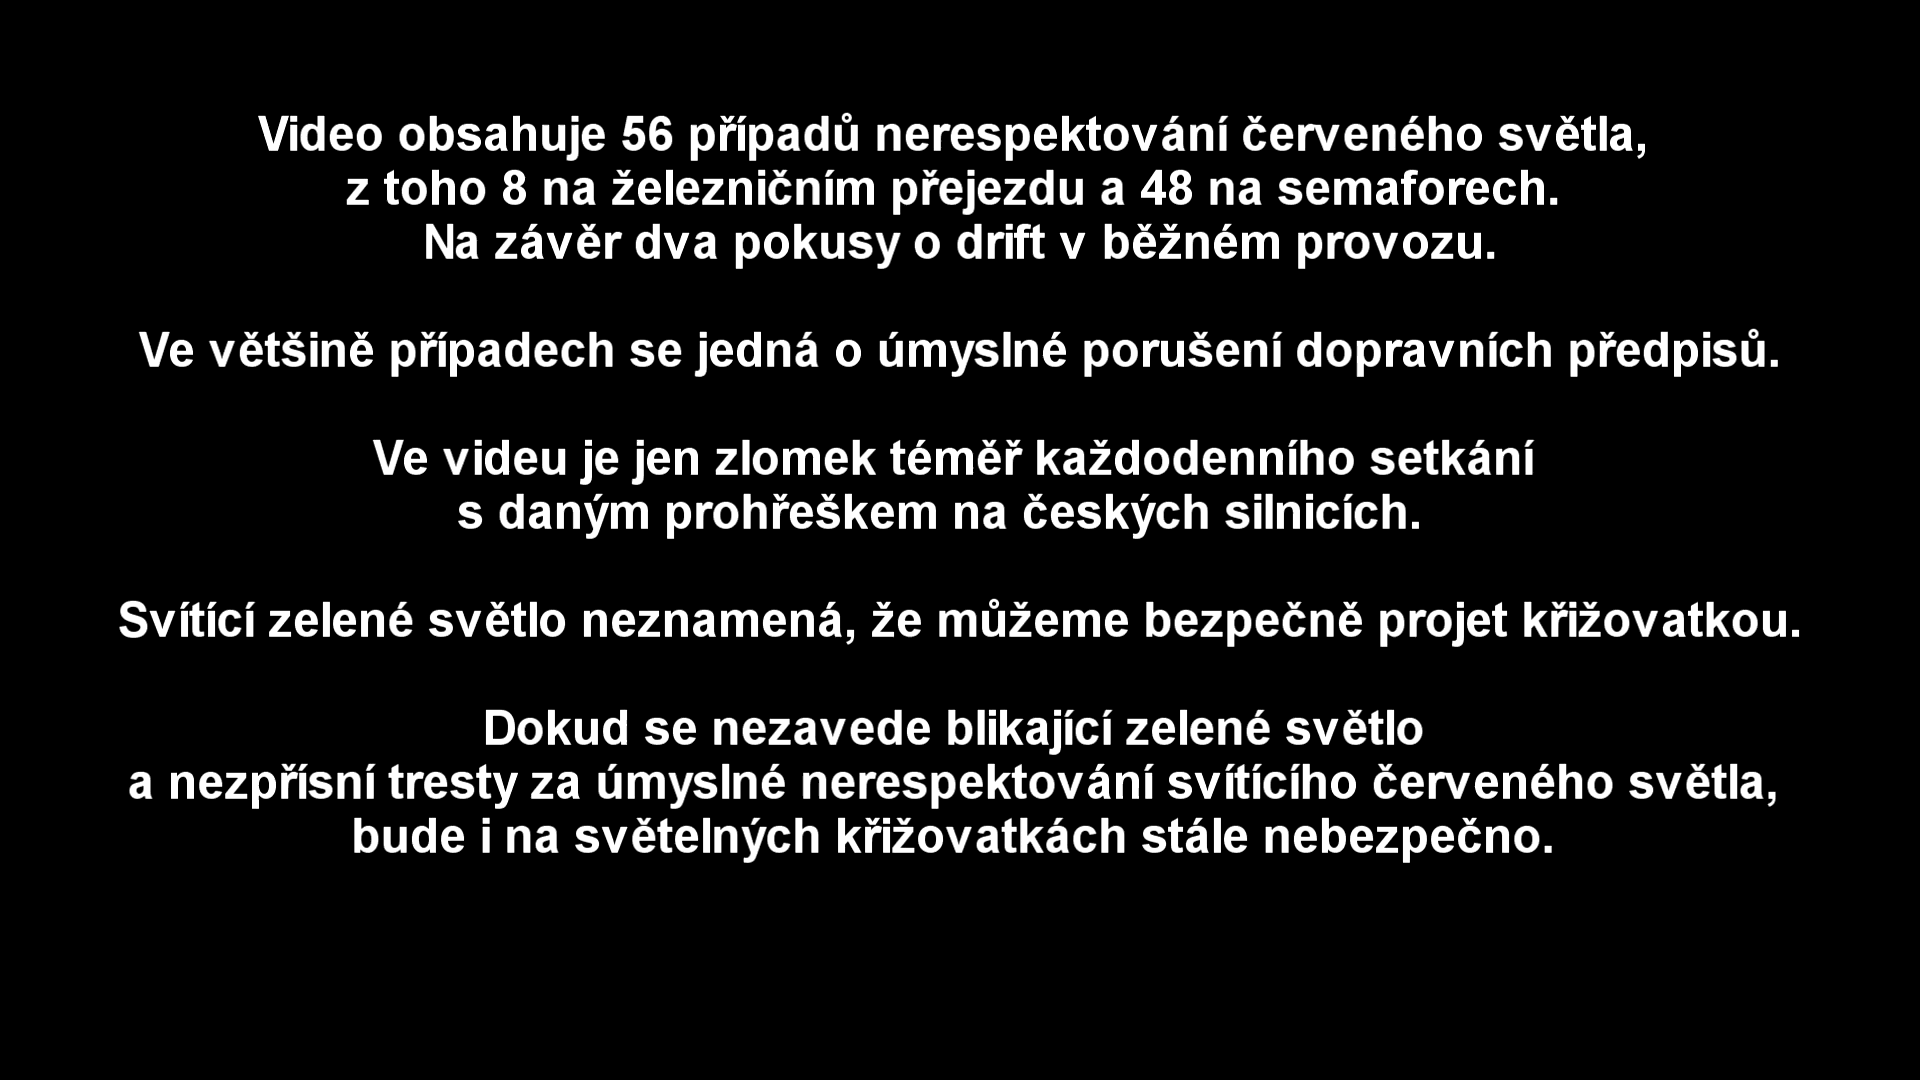 Video obsahuje 56 případů nerespektování červeného světla,
z toho 8 na železničním přejezdu a 48 na semaforech.
Na závěr dva pokusy o drift v běžném provozu.
Ve většině případech se jedná o úmyslné porušení dopravních předpisů.
Ve videu je jen zlomek téměř každodenního setkání
s daným prohřeškem na českých silnicích.
Svítící zelené světlo neznamená, že můžeme bezpečně projet křižovatkou.
Dokud se nezavede blikající zelené světlo
a nezpřísní tresty za úmyslné nerespektování svítícího červeného světla,
bude i na světelných křižovatkách stále nebezpečno.